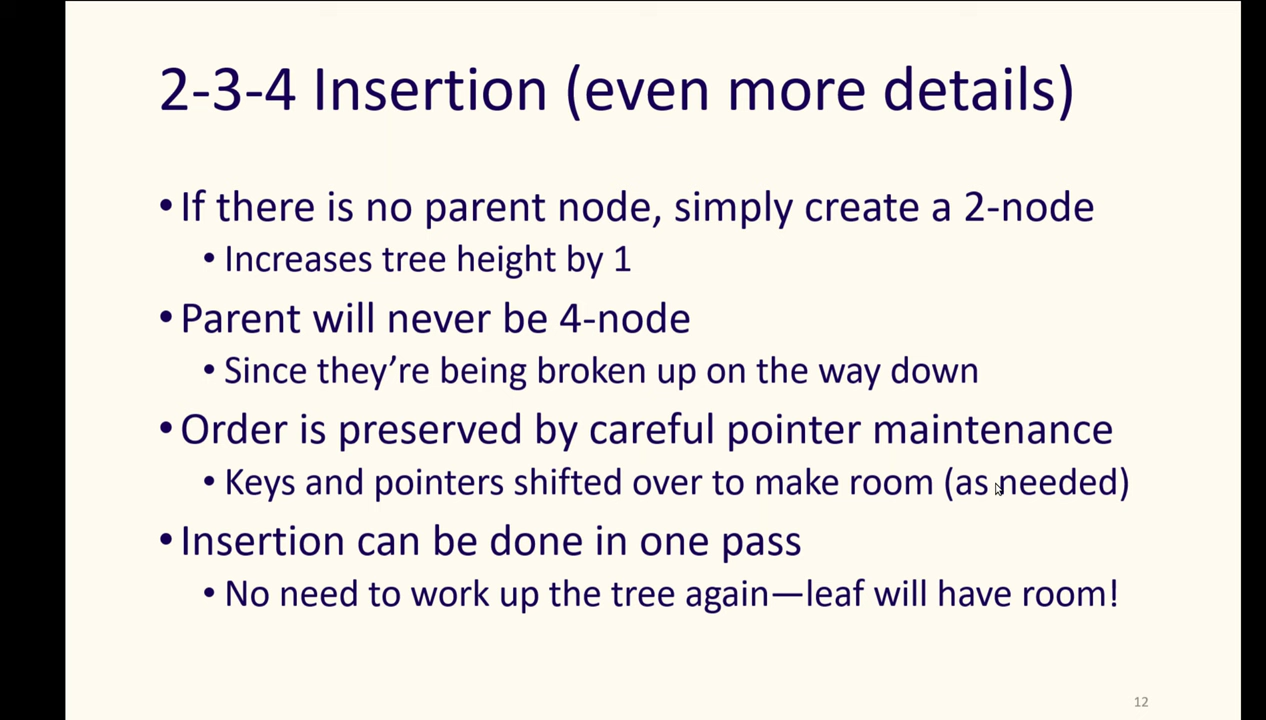 2-3-4 Insertion (even more details)
•If there is no parent node, simply create a 2-node
•Increases tree height by 1
•Parent will never be 4-node
•Since they’re being broken up on the way down
•Order is preserved by careful pointer maintenance
•Keys and pointers shifted over to make room (as needed)
•Insertion can be done in one pass
•No need to work up the tree again—leaf will have room!
12